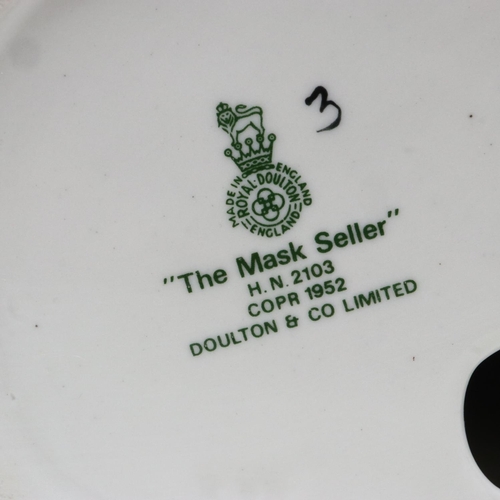 3
MADE IN ENGLAND
ROYAL·DOULTON
ENGLAND
"The Mask Seller"
H.N.2103
COPR 1952
DOULTON & CO LIMITED